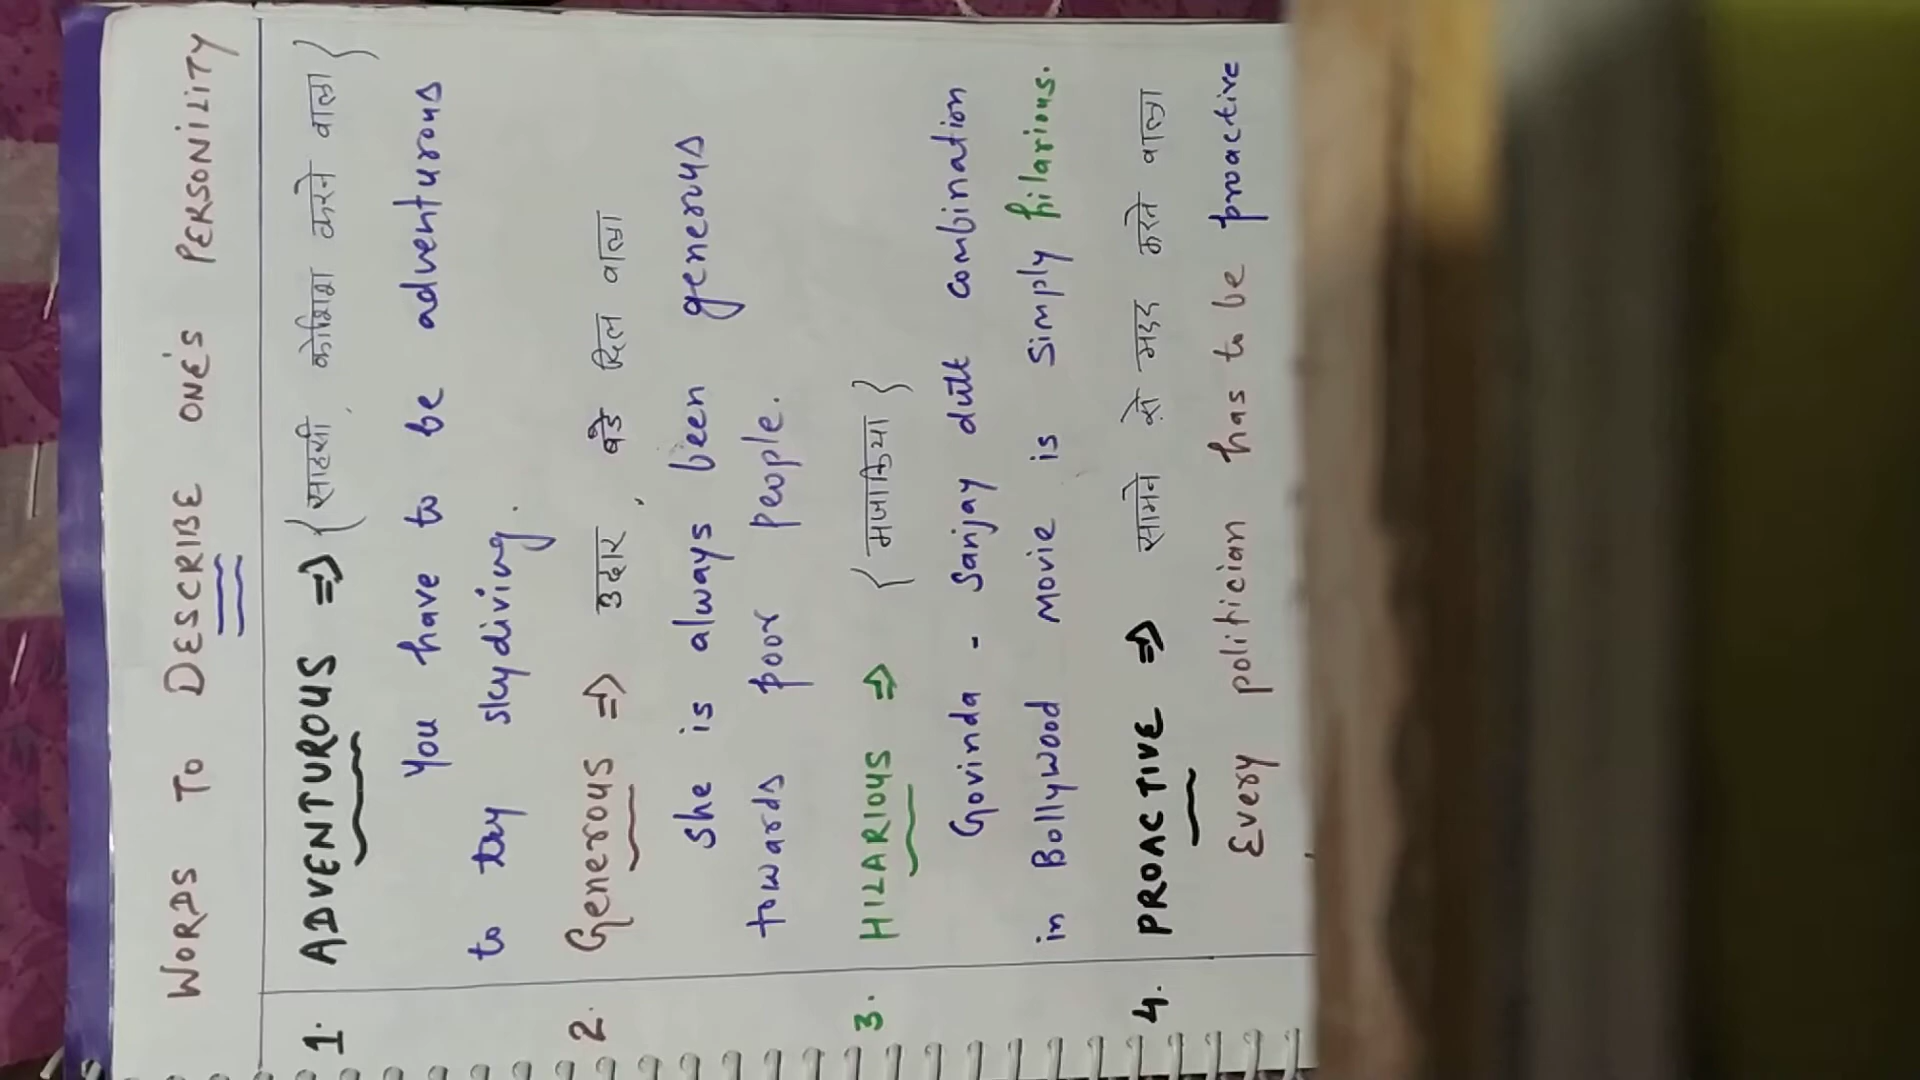 WORDS TO DESCRIBE ONE'S PERSONILITY
1. ADVENTUROUS => {साहसी, कोशिश करने वाला}
You have to be adventurous
to try skydiving.
2. Generous => उदार, बडे दिल वाला
She is always been generous
towards poor people.
3. HILARIOUS => {मजाकिया}
Govinda - Sanjay dutt combination
in Bollywood movie is Simply hilarious.
4. PROACTIVE => सामने से मदद करने वाला
Every politician has to be proactive